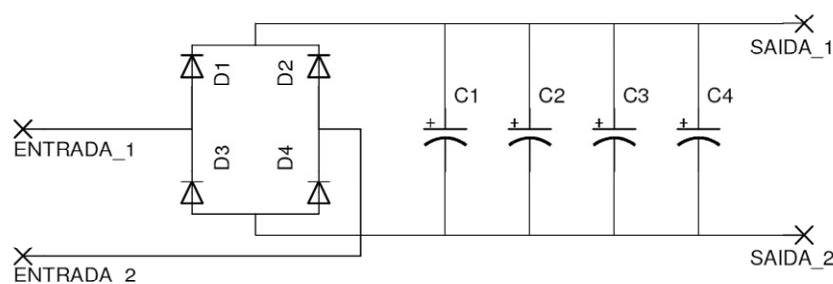 SAIDA_1
D1
D2
C1
C2
C3
C4
+
+
+
+
ENTRADA_1
D3
D4
SAIDA_2
ENTRADA_2